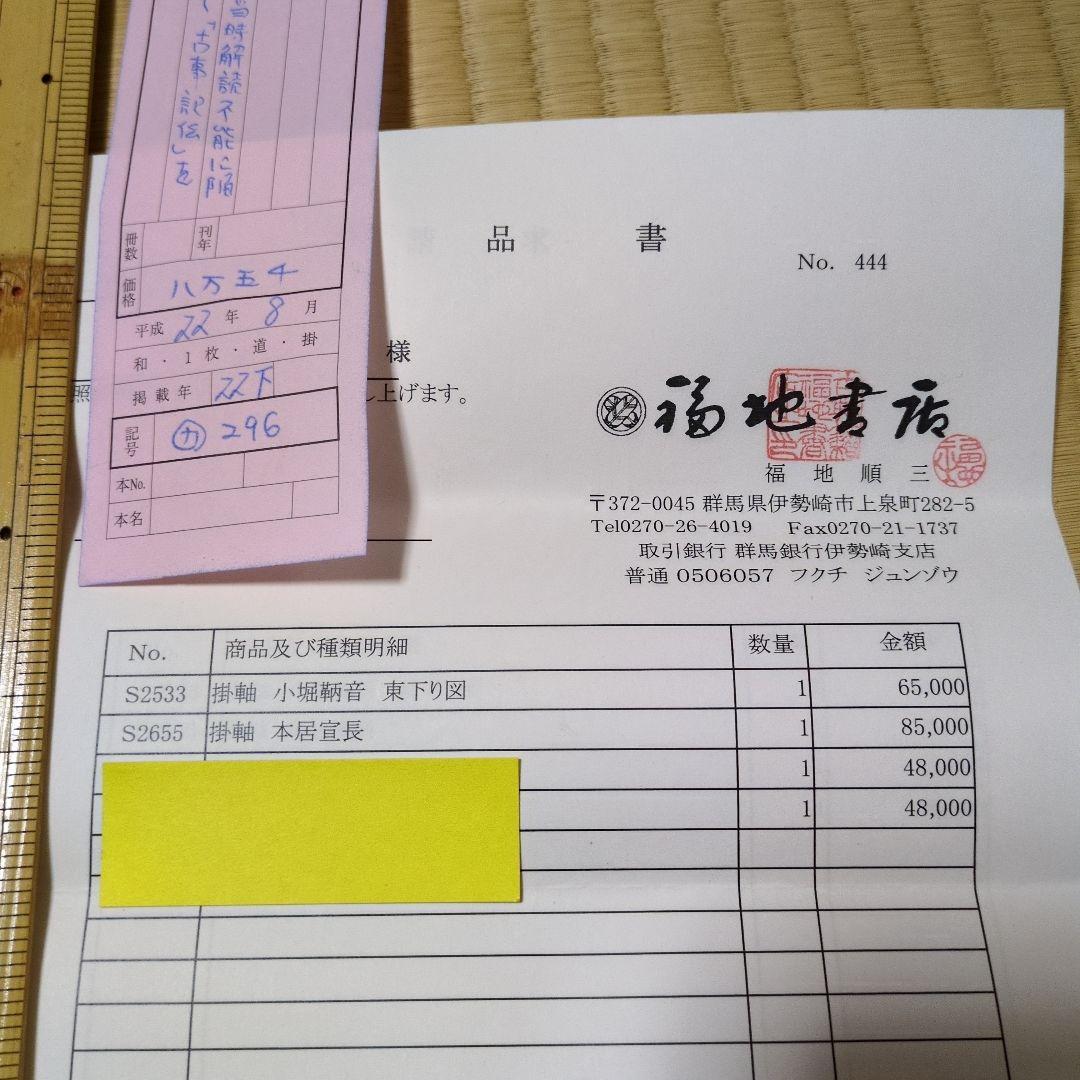 当時解読不能に陥
「古事記伝」を
冊数
刊年
価格 八万五千
平成 22 年 8 月
和・1枚・道・掛
掲載年 22下
記号 カ 296
本No.
本名
品 書
No. 444
様
照
し上げます。
福地書店
福地順三
〒372-0045 群馬県伊勢崎市上泉町282-5
Tel0270-26-4019 Fax0270-21-1737
取引銀行 群馬銀行伊勢崎支店
普通 0506057 フクチ ジュンゾウ
No. 商品及び種類明細 数量 金額
S2533 掛軸 小堀鞆音 東下り図 1 65,000
S2655 掛軸 本居宣長 1 85,000
1 48,000
1 48,000